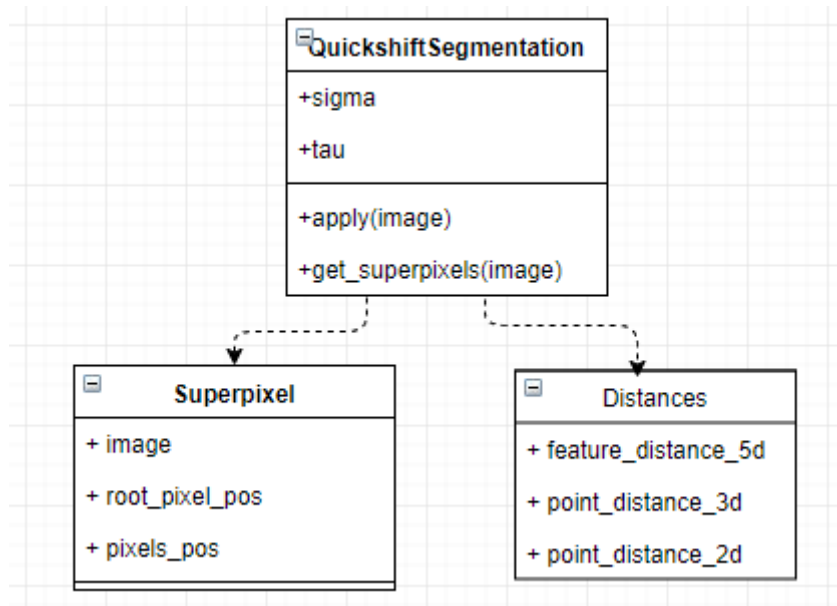 QuickshiftSegmentation
+sigma
+tau
+apply(image)
+get_superpixels(image)
Superpixel
+ image
+ root_pixel_pos
+ pixels_pos
Distances
+ feature_distance_5d
+ point_distance_3d
+ point_distance_2d